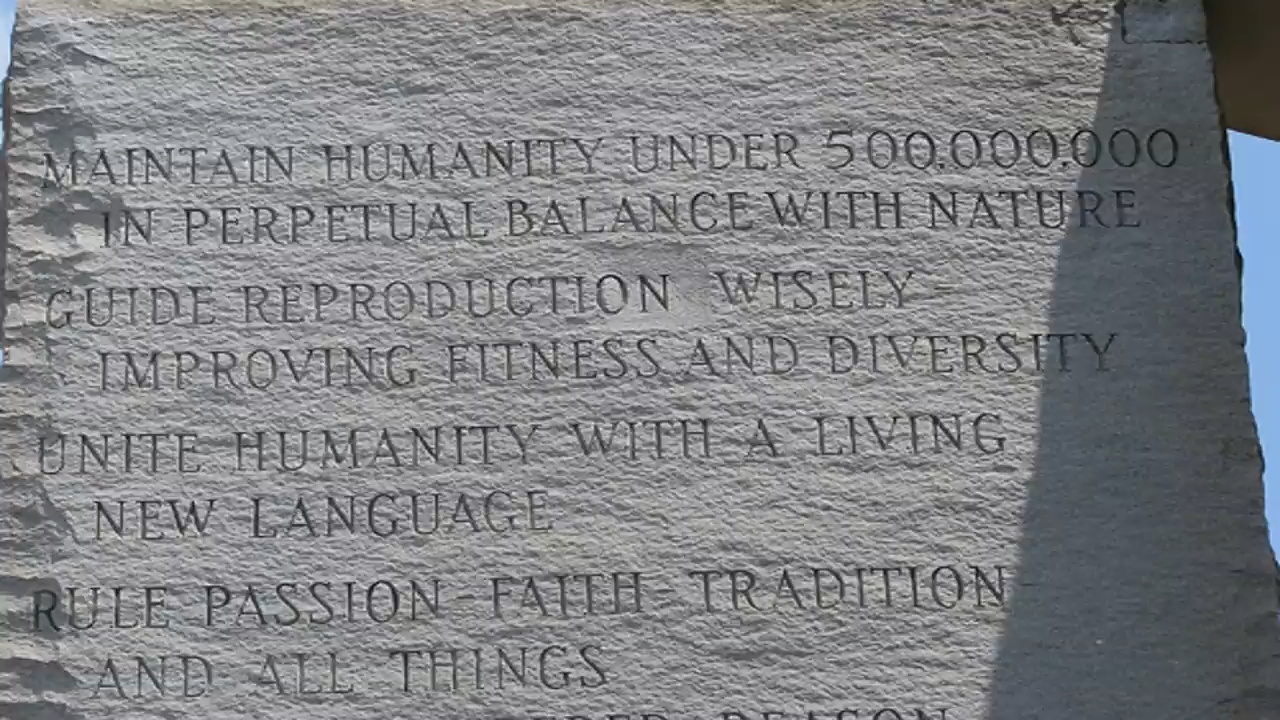 MAINTAIN HUMANITY UNDER 500,000,000
IN PERPETUAL BALANCE WITH NATURE
GUIDE REPRODUCTION WISELY
IMPROVING FITNESS AND DIVERSITY
UNITE HUMANITY WITH A LIVING
NEW LANGUAGE
RULE PASSION - FAITH - TRADITION
AND ALL THINGS
REASON